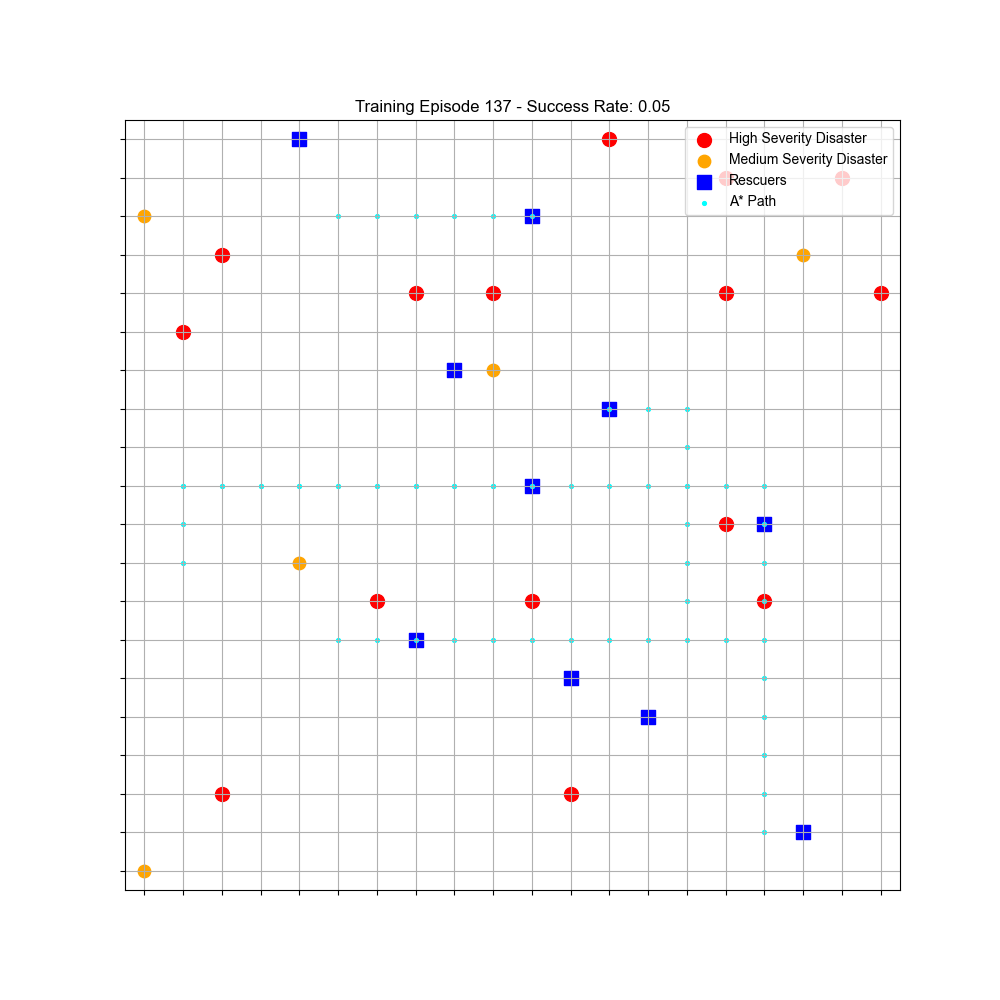 Training Episode 137 - Success Rate: 0.05
High Severity Disaster
Medium Severity Disaster
Rescuers
A* Path